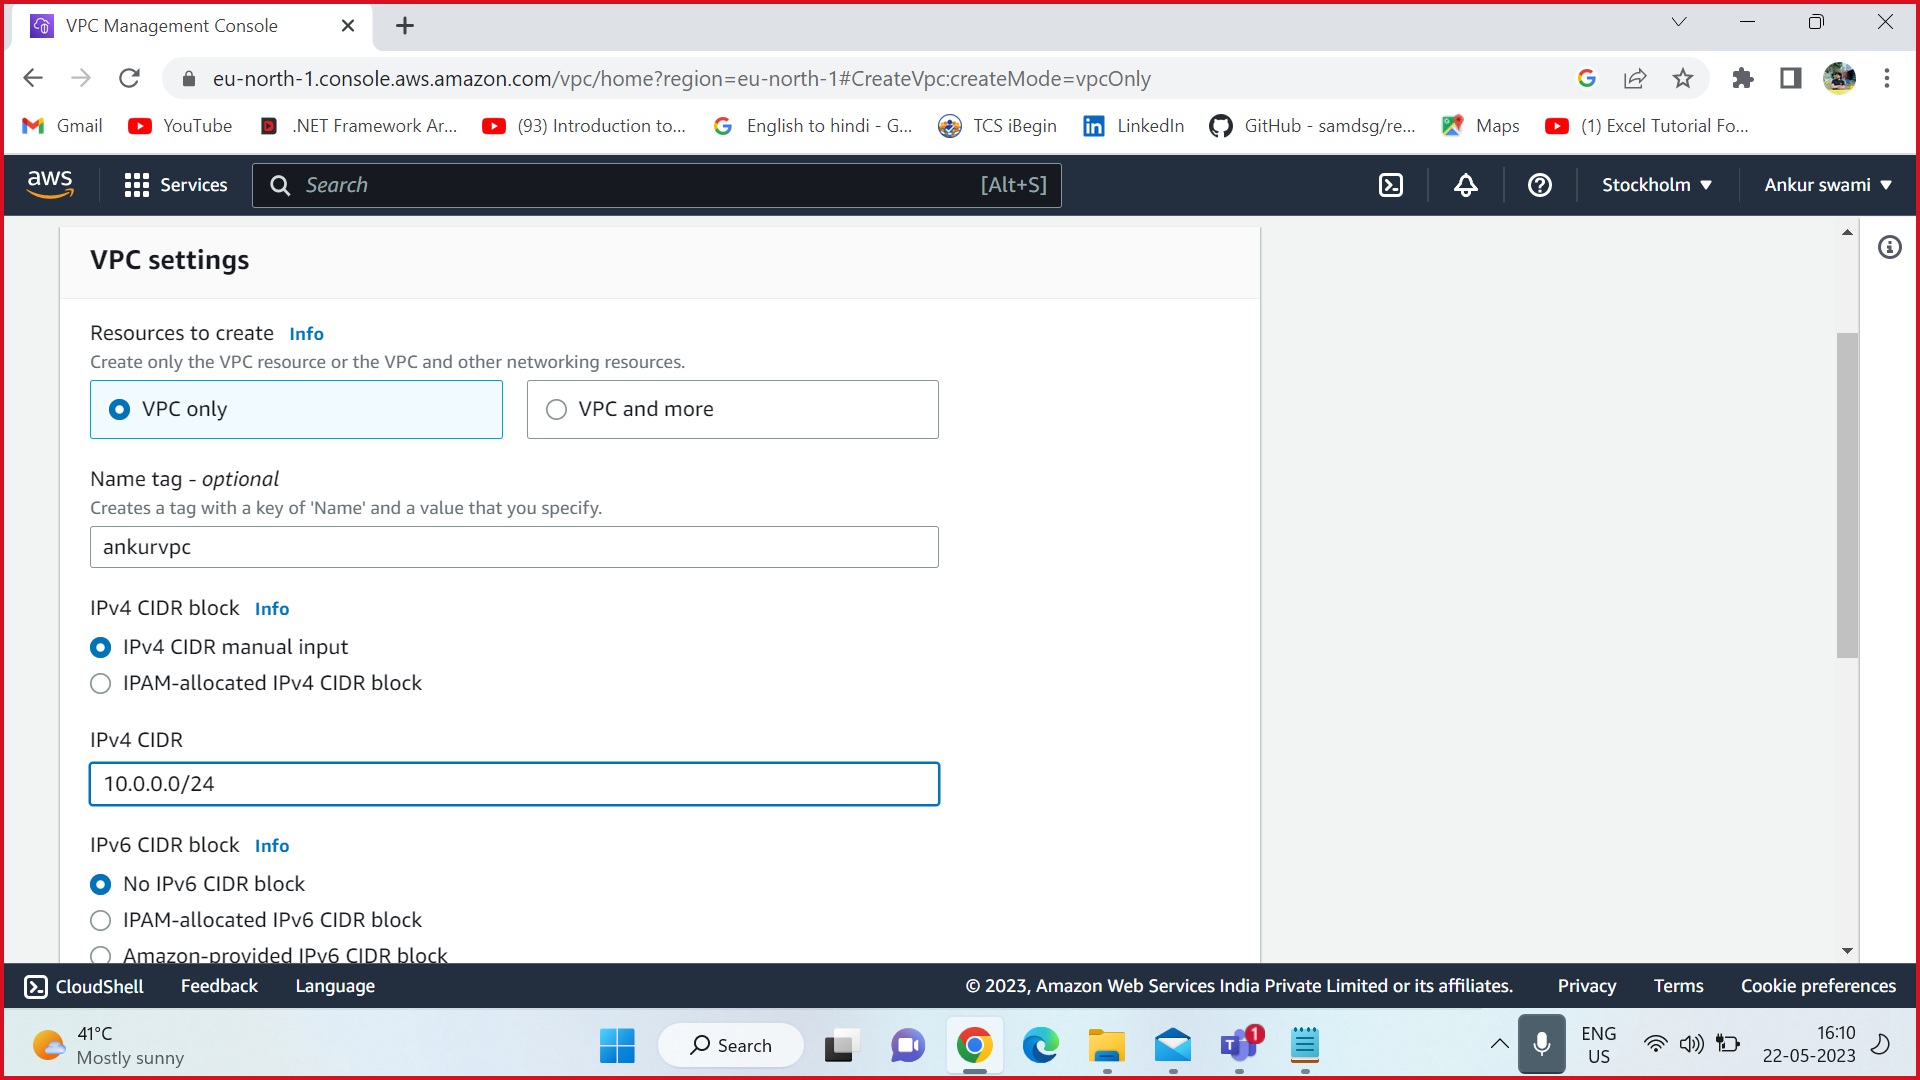 VPC Management Console
eu-north-1.console.aws.amazon.com/vpc/home?region=eu-north-1#CreateVpc:createMode=vpcOnly
Gmail YouTube .NET Framework Ar... (93) Introduction to... English to hindi - G... TCS iBegin LinkedIn GitHub - samdsg/re... Maps (1) Excel Tutorial Fo...
aws Services Search [Alt+S] Stockholm Ankur swami
VPC settings
Resources to create Info
Create only the VPC resource or the VPC and other networking resources.
VPC only VPC and more
Name tag - optional
Creates a tag with a key of 'Name' and a value that you specify.
ankurvpc
IPv4 CIDR block Info
IPv4 CIDR manual input
IPAM-allocated IPv4 CIDR block
IPv4 CIDR
10.0.0.0/24
IPv6 CIDR block Info
No IPv6 CIDR block
IPAM-allocated IPv6 CIDR block
Amazon-provided IPv6 CIDR block
CloudShell Feedback Language © 2023, Amazon Web Services India Private Limited or its affiliates. Privacy Terms Cookie preferences
41°C
Mostly sunny
Search
1
ENG
US
16:10
22-05-2023